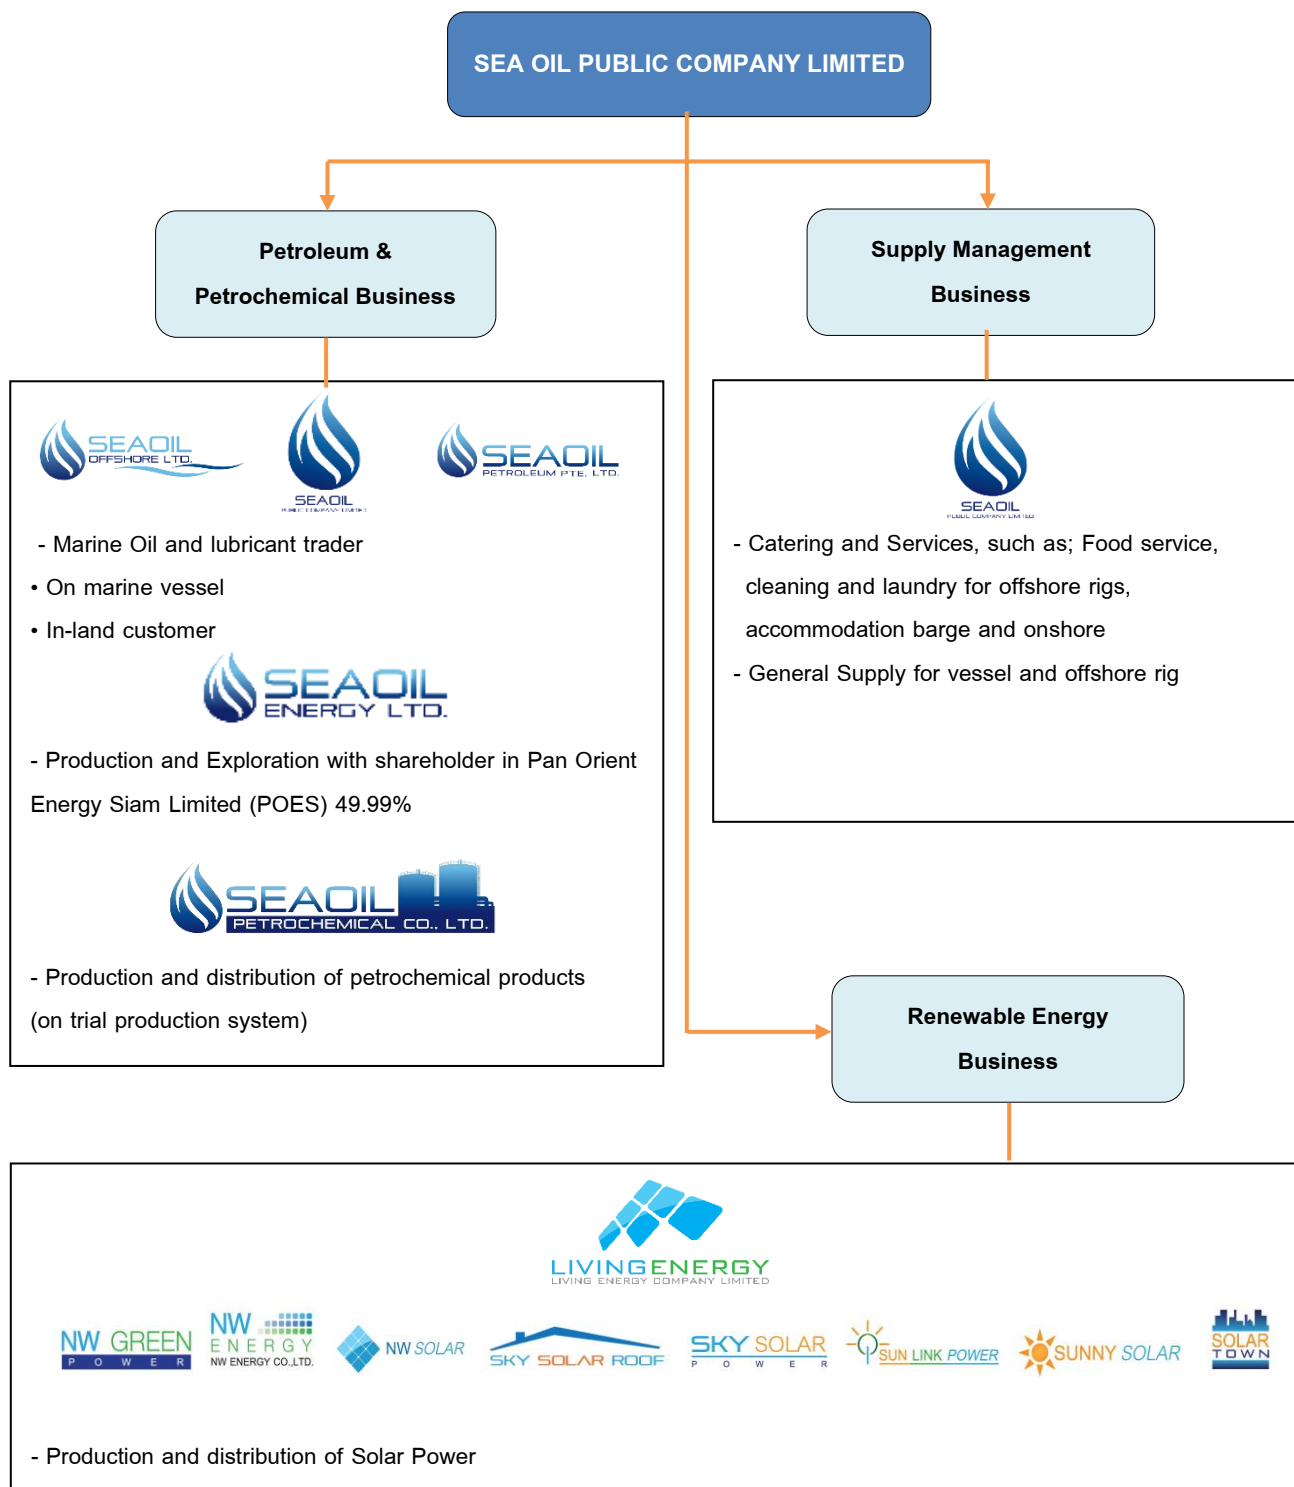 SEA OIL PUBLIC COMPANY LIMITED
Petroleum &
Petrochemical Business
Supply Management
Business
SEAOIL
OFFSHORE LTD.
SEAOIL
PUBLIC COMPANY LIMITED
SEAOIL
PETROLEUM PTE, LTD.
- Marine Oil and lubricant trader
• On marine vessel
• In-land customer
SEAOIL
ENERGY LTD.
- Production and Exploration with shareholder in Pan Orient
Energy Siam Limited (POES) 49.99%
SEAOIL
PETROCHEMICAL CO., LTD.
- Production and distribution of petrochemical products
(on trial production system)
SEAOIL
PUBLIC COMPANY LIMITED
- Catering and Services, such as; Food service,
cleaning and laundry for offshore rigs,
accommodation barge and onshore
- General Supply for vessel and offshore rig
Renewable Energy
Business
LIVINGENERGY
LIVING ENERGY COMPANY LIMITED
NW GREEN
POWER
NW
ENERGY
NW ENERGY CO.,LTD.
NW SOLAR
SKY SOLAR ROOF
SKY SOLAR
POWER
SUN LINK POWER
SUNNY SOLAR
SOLAR
TOWN
- Production and distribution of Solar Power